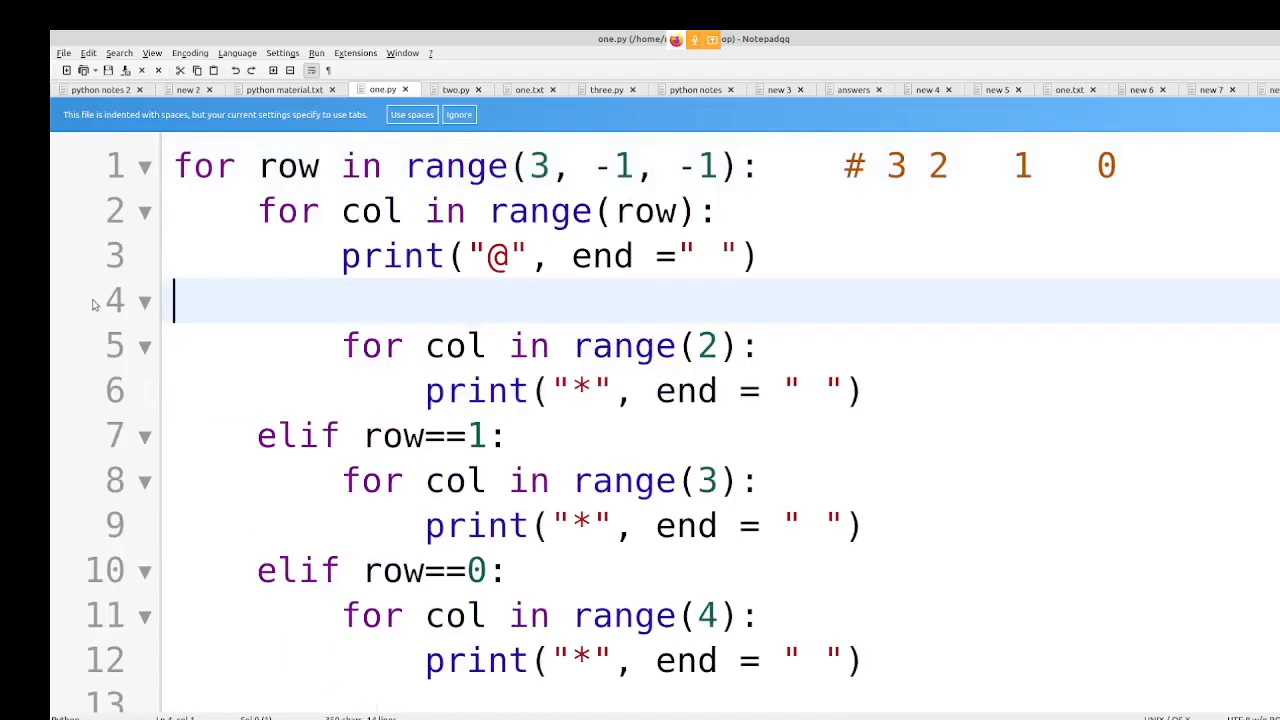 one.py (/home/ op) - Notepadqq
File Edit Search View Encoding Language Settings Run Extensions Window ?
python notes 2 new 2 python material.txt one.py two.py one.txt three.py python notes new 3 answers new 4 new 5 one.txt new 6 new 7
This file is indented with spaces, but your current settings specify to use tabs. Use spaces Ignore
1 for row in range(3, -1, -1): # 3 2 1 0
2 for col in range(row):
3 print("@", end =" ")
4
5 for col in range(2):
6 print("*", end = " ")
7 elif row==1:
8 for col in range(3):
9 print("*", end = " ")
10 elif row==0:
11 for col in range(4):
12 print("*", end = " ")
13